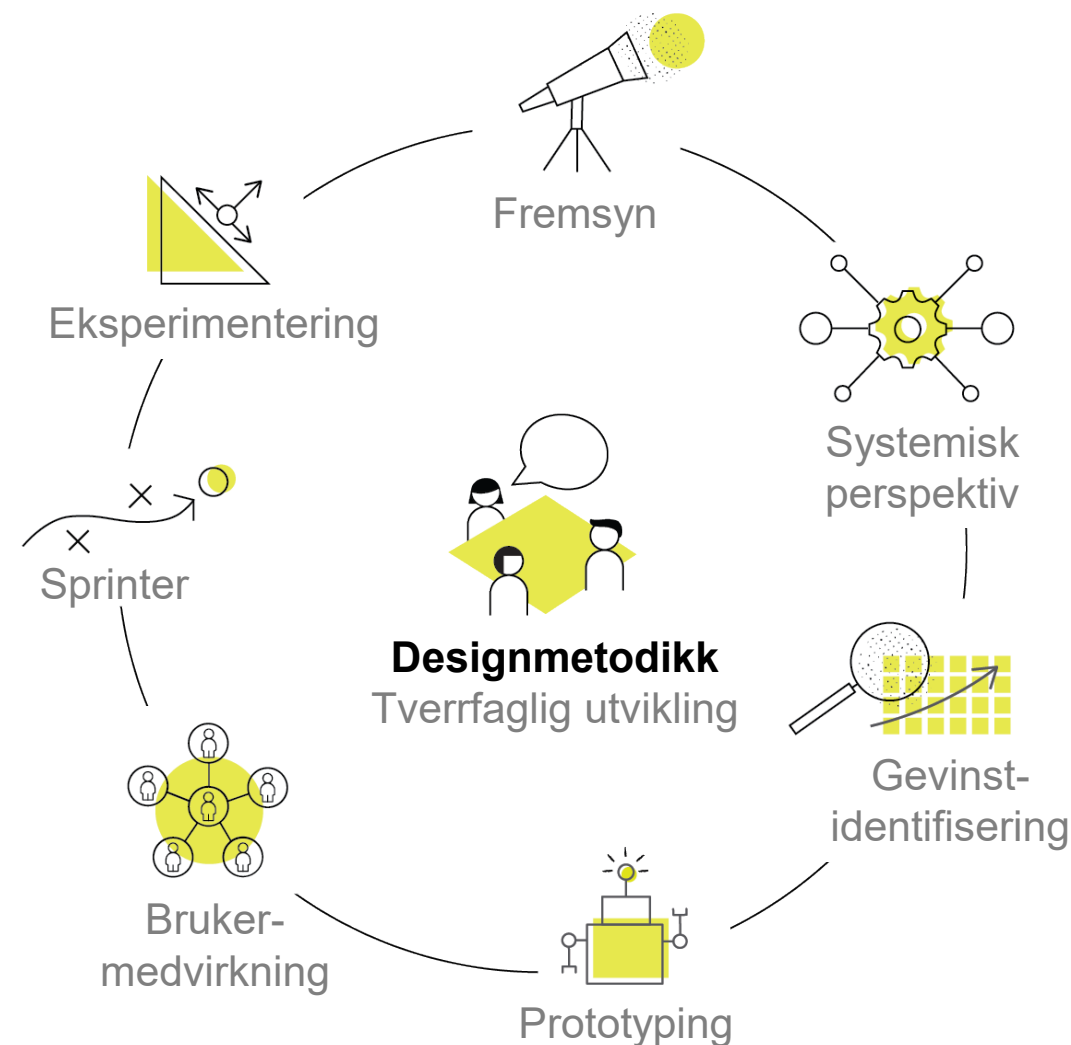 Fremsyn
Eksperimentering
Systemisk
perspektiv
Sprinter
Designmetodikk
Tverrfaglig utvikling
Gevinst-
identifisering
Bruker-
medvirkning
Prototyping